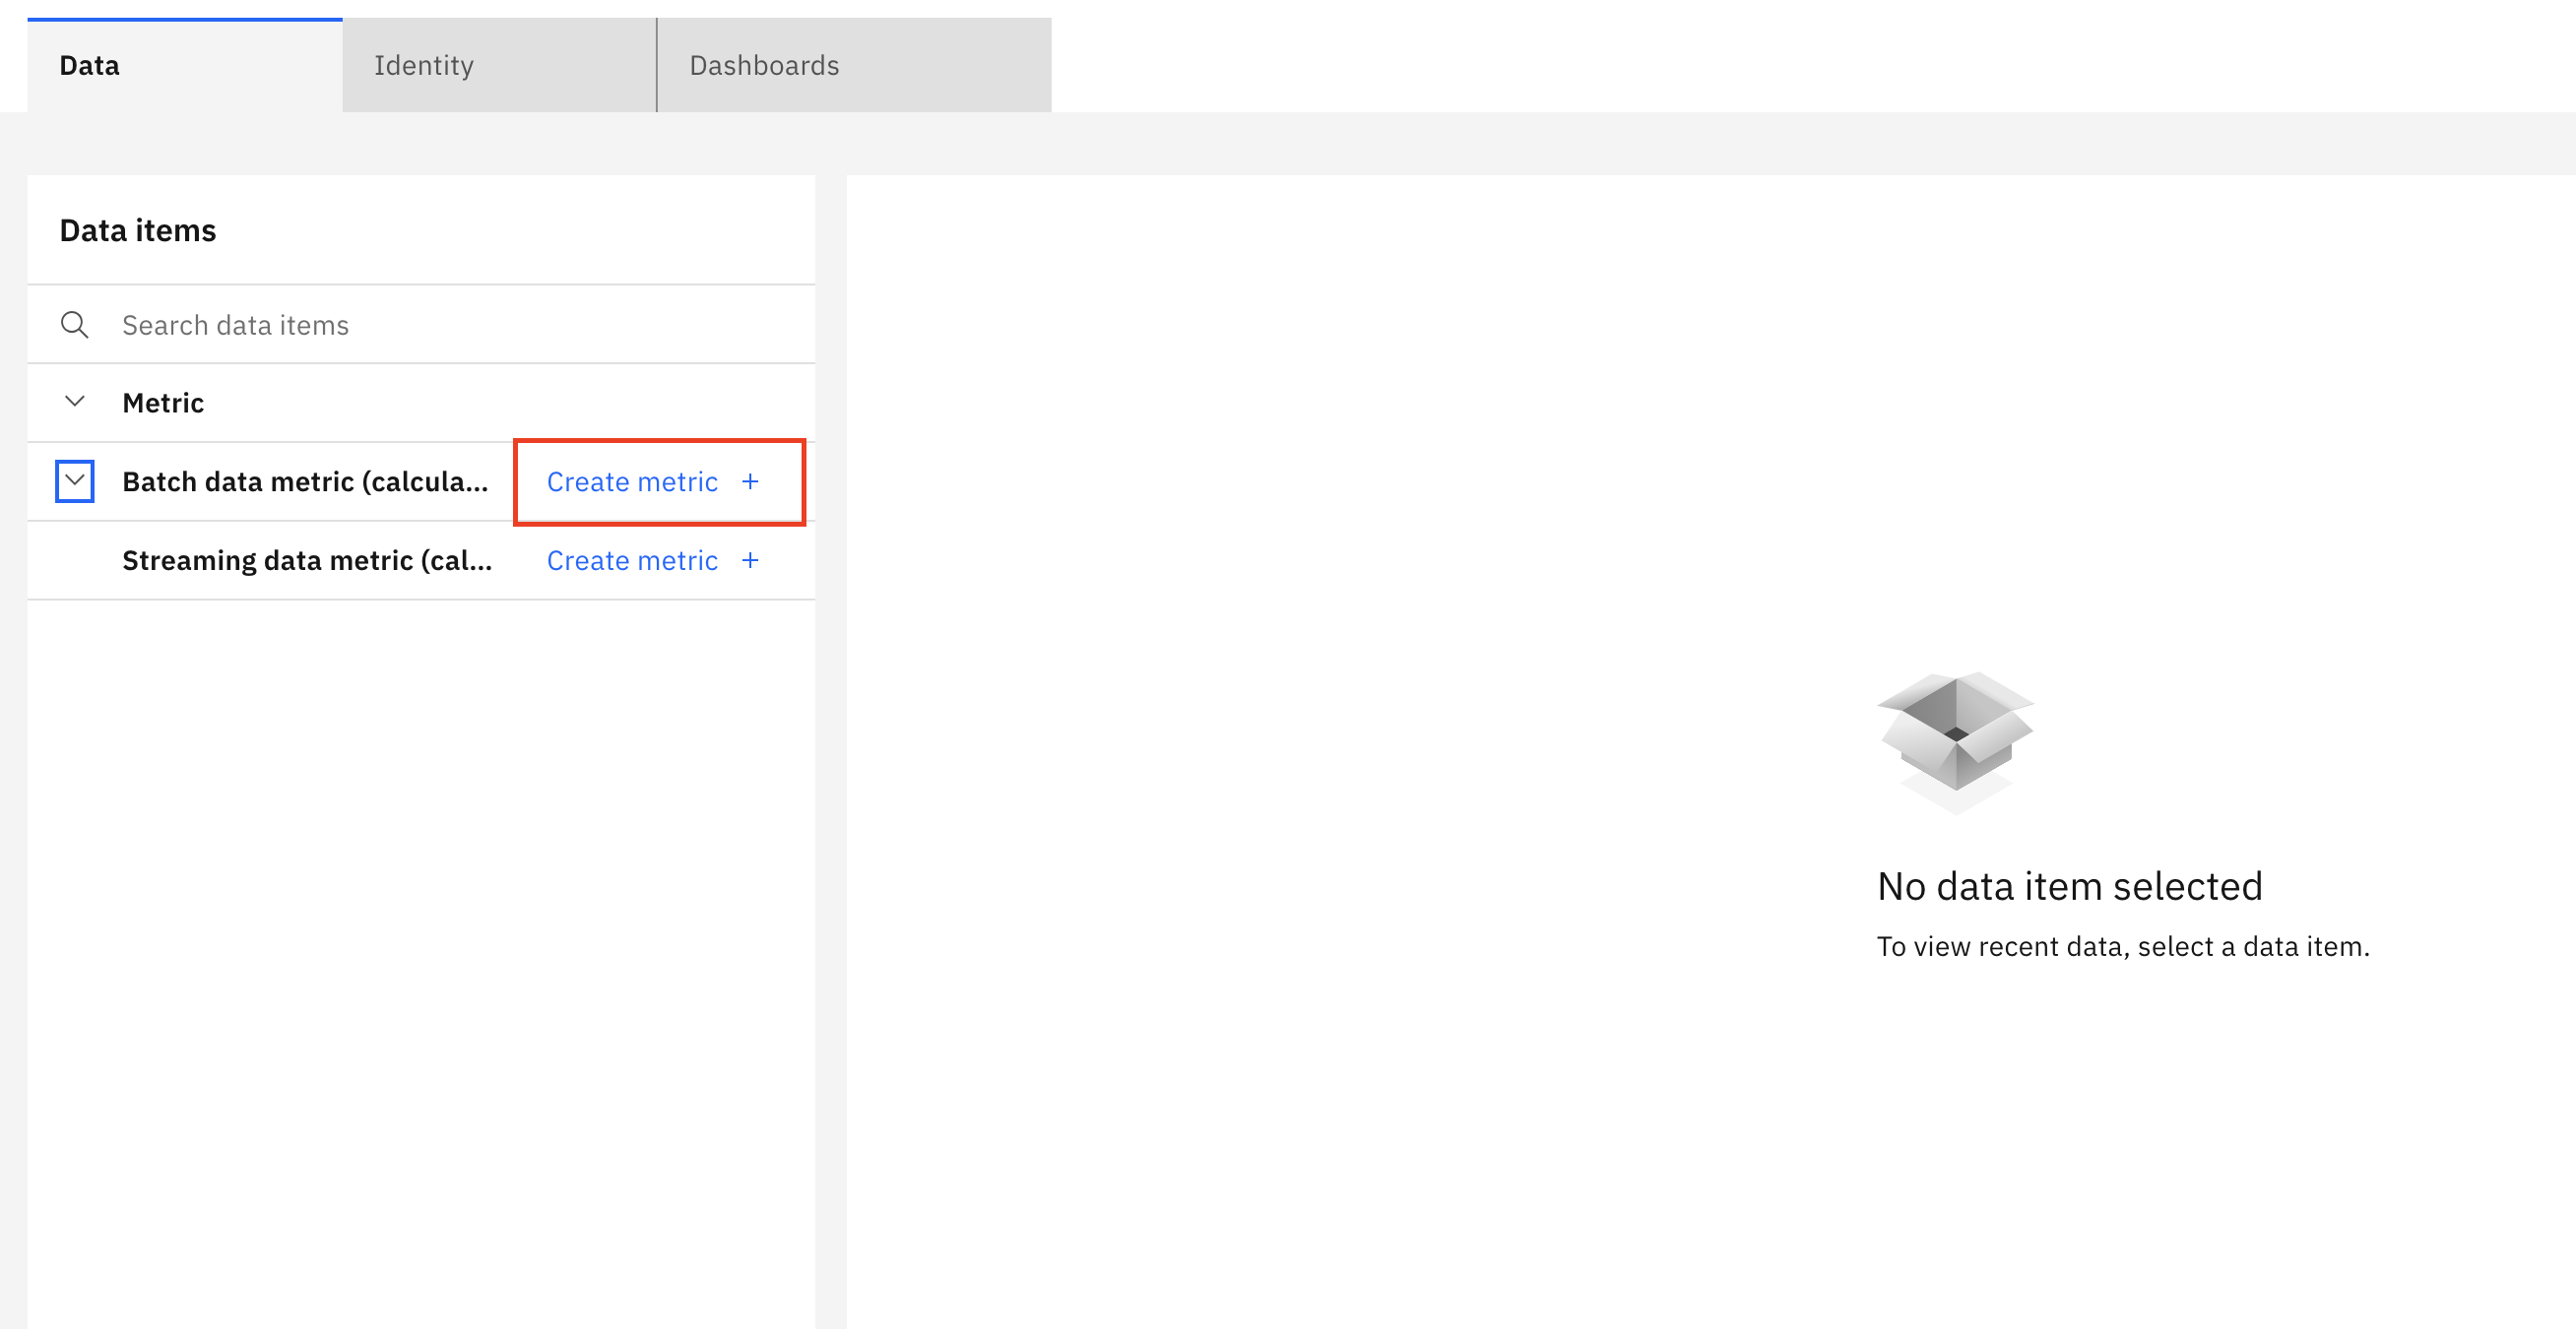 Data
Identity
Dashboards
Data items
Search data items
Metric
Batch data metric (calcula...
Create metric +
Streaming data metric (cal...
Create metric +
No data item selected
To view recent data, select a data item.